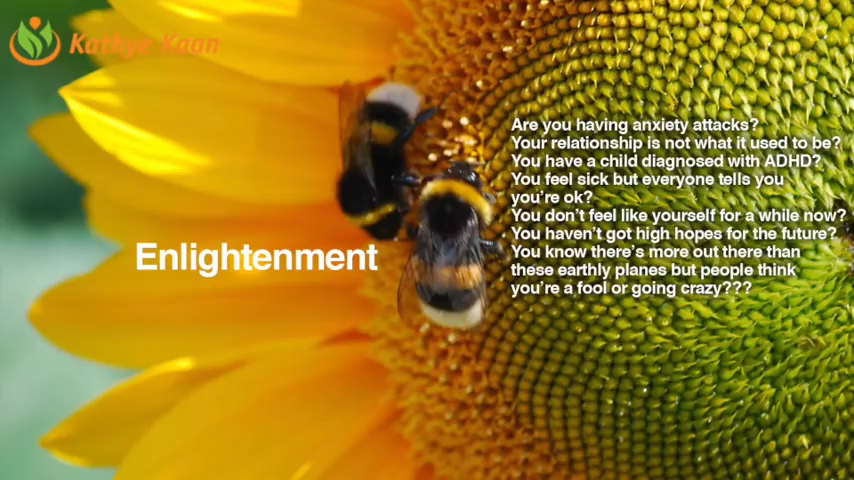 Kathye Kaan
Enlightenment
Are you having anxiety attacks?
Your relationship is not what it used to be?
You have a child diagnosed with ADHD?
You feel sick but everyone tells you
you're ok?
You don't feel like yourself for a while now?
You haven't got high hopes for the future?
You know there's more out there than
these earthly planes but people think
you're a fool or going crazy???